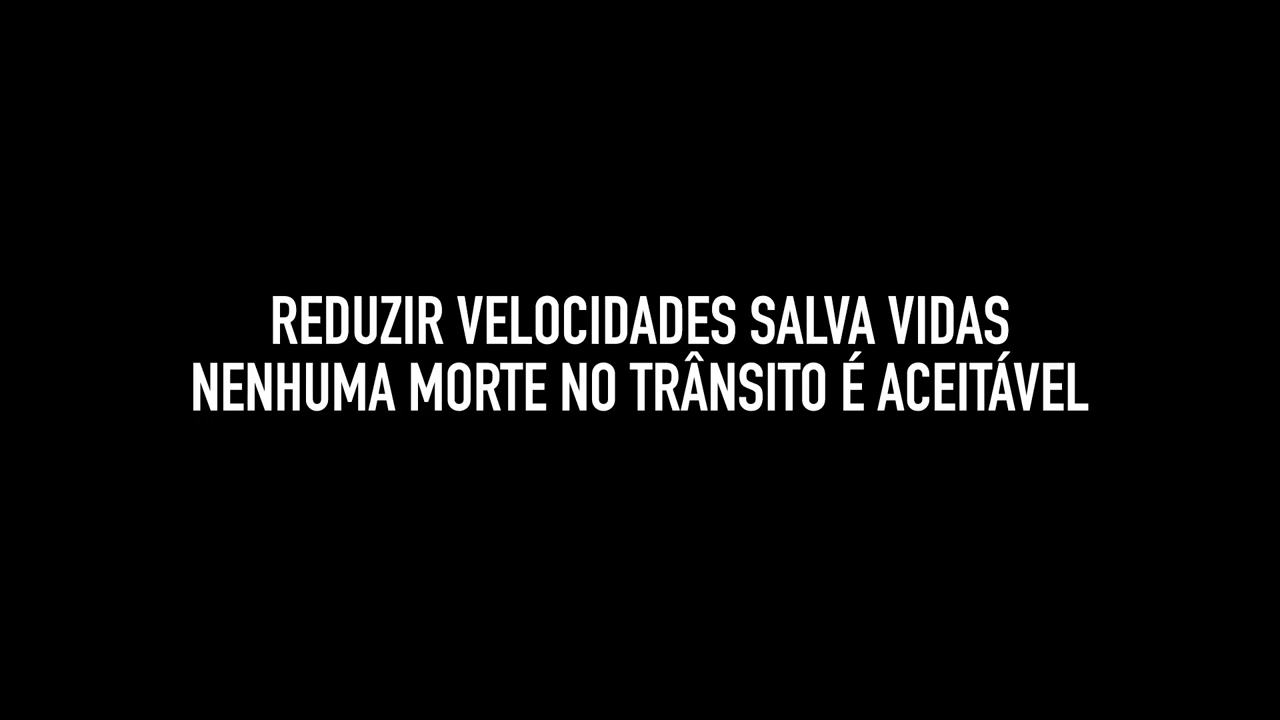 REDUZIR VELOCIDADES SALVA VIDAS
NENHUMA MORTE NO TRÂNSITO É ACEITÁVEL